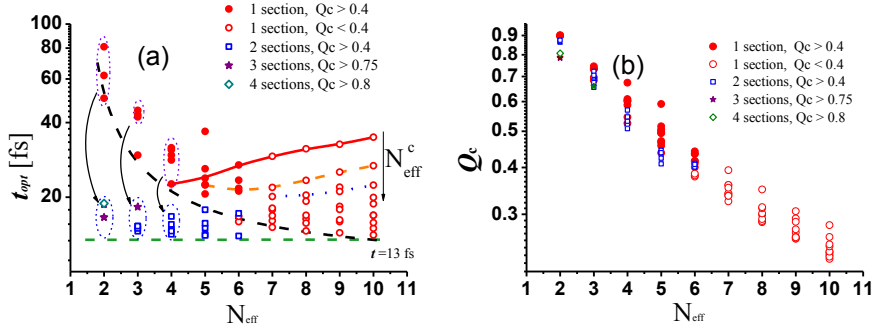 (a)
1 section, Qc > 0.4
1 section, Qc < 0.4
2 sections, Qc > 0.4
3 sections, Qc > 0.75
4 sections, Qc > 0.8
t_opt [fs]
100
80
60
40
20
N_eff^c
t =13 fs
1 2 3 4 5 6 7 8 9 10 11
N_eff
(b)
1 section, Qc > 0.4
1 section, Qc < 0.4
2 sections, Qc > 0.4
3 sections, Qc > 0.75
4 sections, Qc > 0.8
Q_c
0.9
0.8
0.7
0.6
0.5
0.4
0.3
1 2 3 4 5 6 7 8 9 10 11
N_eff